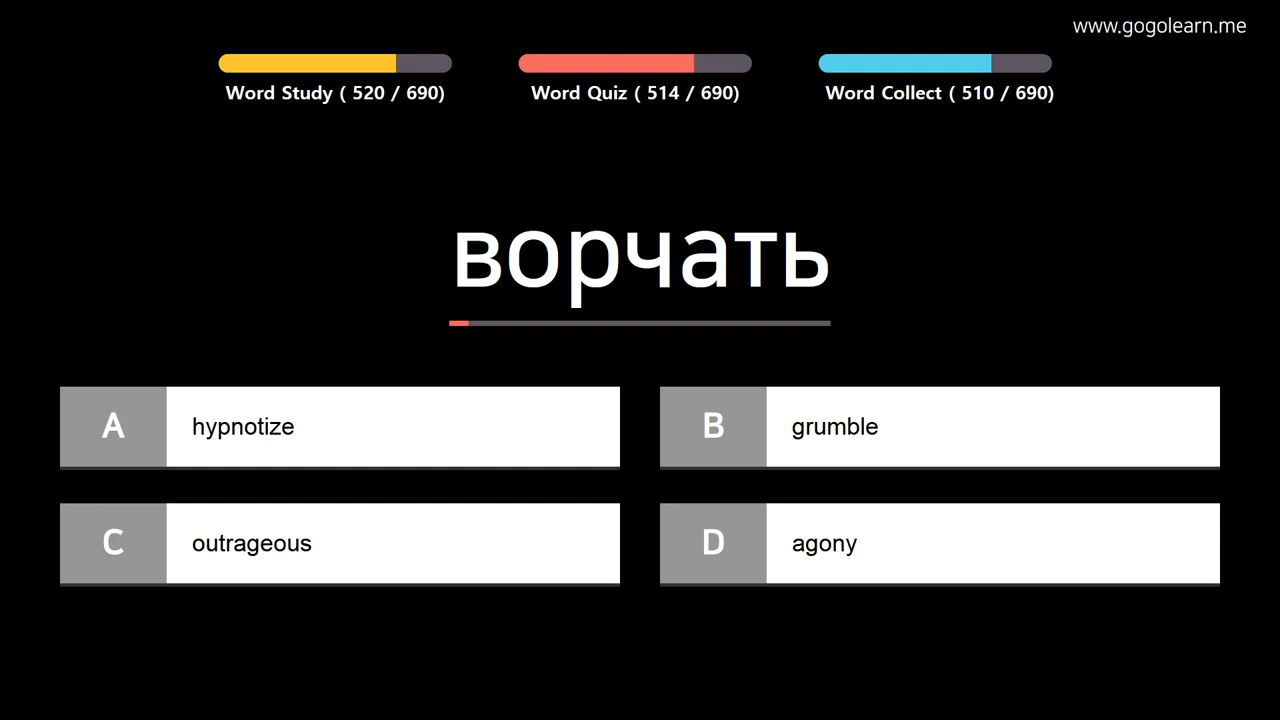 www.gogolearn.me
Word Study ( 520 / 690)
Word Quiz ( 514 / 690)
Word Collect ( 510 / 690)
ворчать
A hypnotize
B grumble
C outrageous
D agony